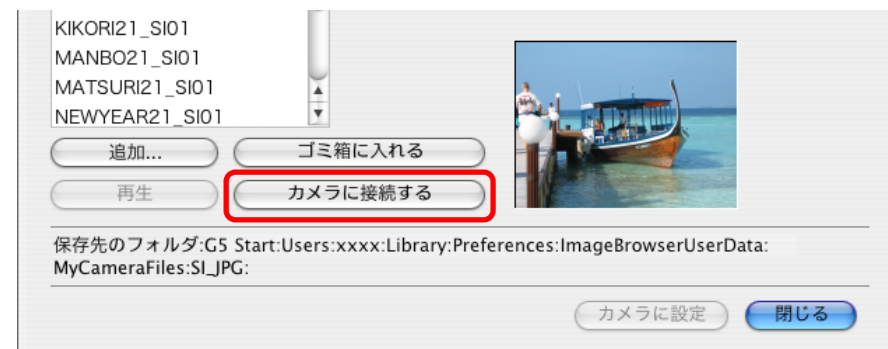 KIKORI21_SI01
MANBO21_SI01
MATSURI21_SI01
NEWYEAR21_SI01
追加...
ゴミ箱に入れる
再生
カメラに接続する
保存先のフォルダ:G5 Start:Users:xxxx:Library:Preferences:ImageBrowserUserData:
MyCameraFiles:SI_JPG:
カメラに設定
閉じる